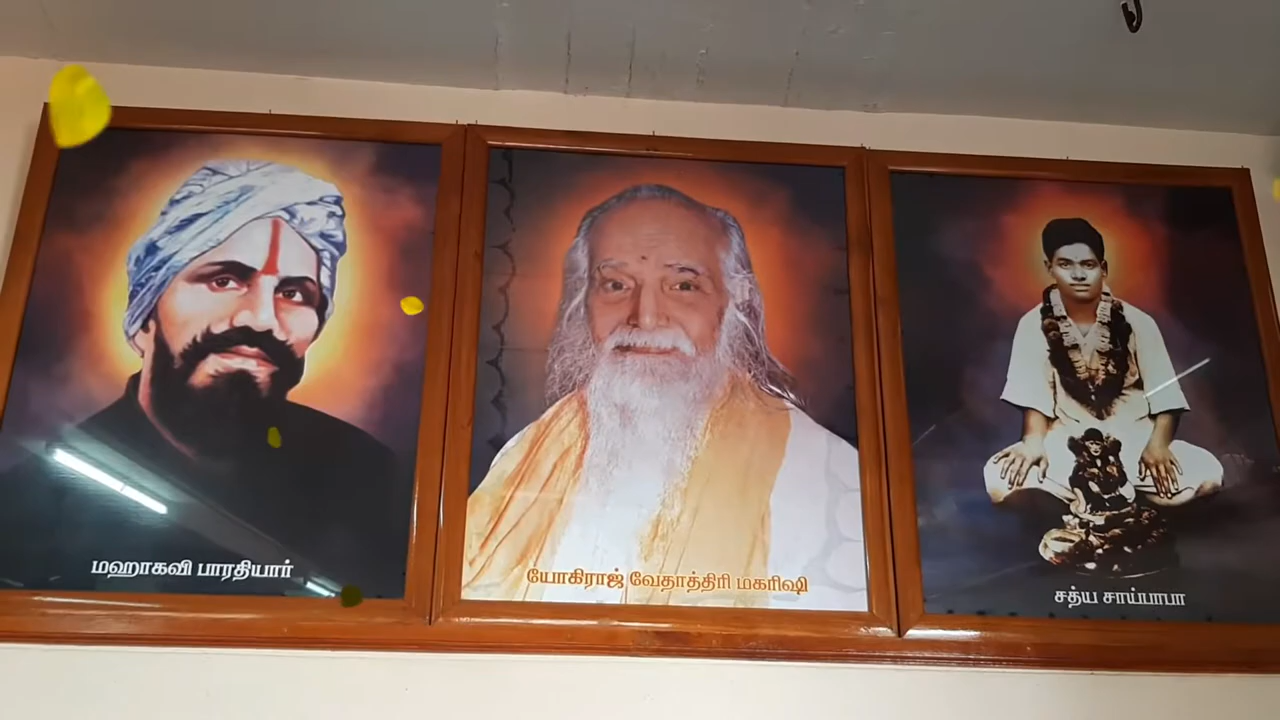 மஹாகவி பாரதியார்
யோகிராஜ் வேதாத்திரி மகரிஷி
சத்ய சாய்பாபா